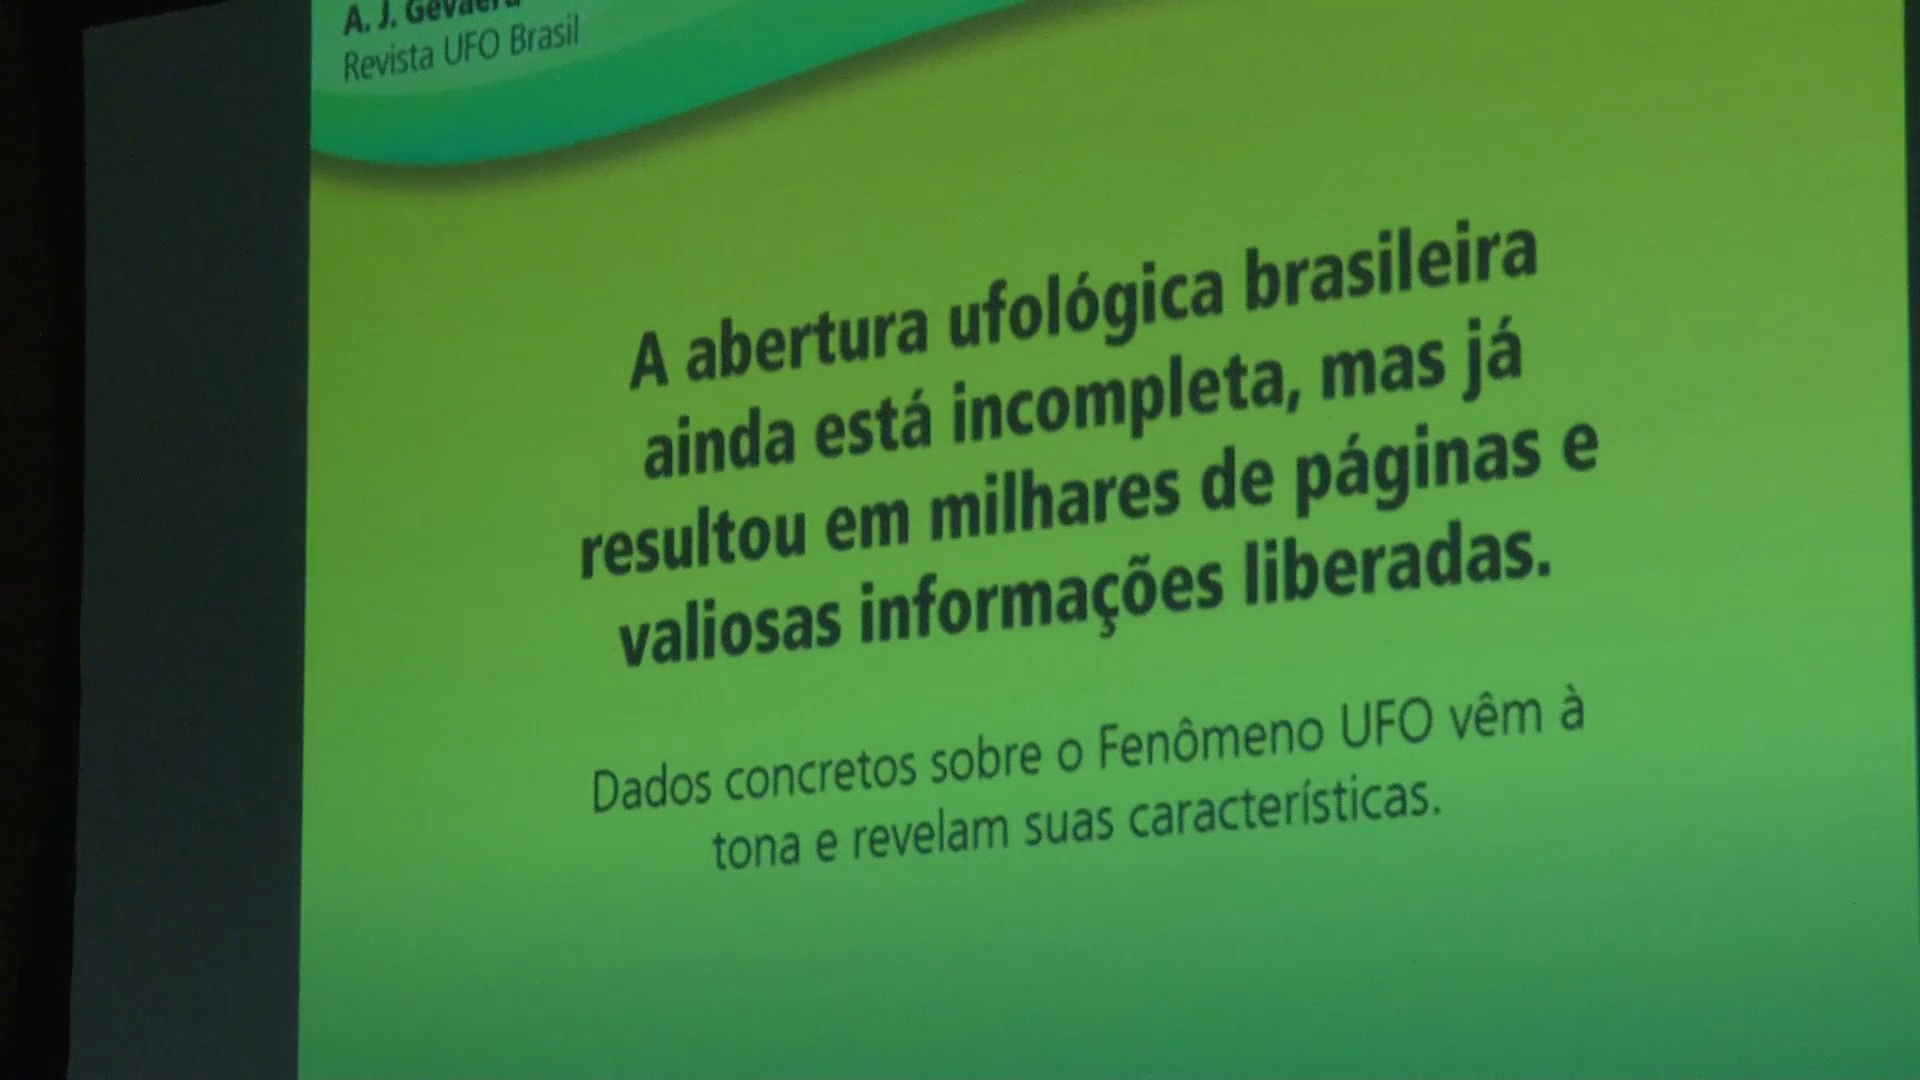 A. J. Gevaerd
Revista UFO Brasil
A abertura ufológica brasileira
ainda está incompleta, mas já
resultou em milhares de páginas e
valiosas informações liberadas.
Dados concretos sobre o Fenômeno UFO vêm à
tona e revelam suas características.